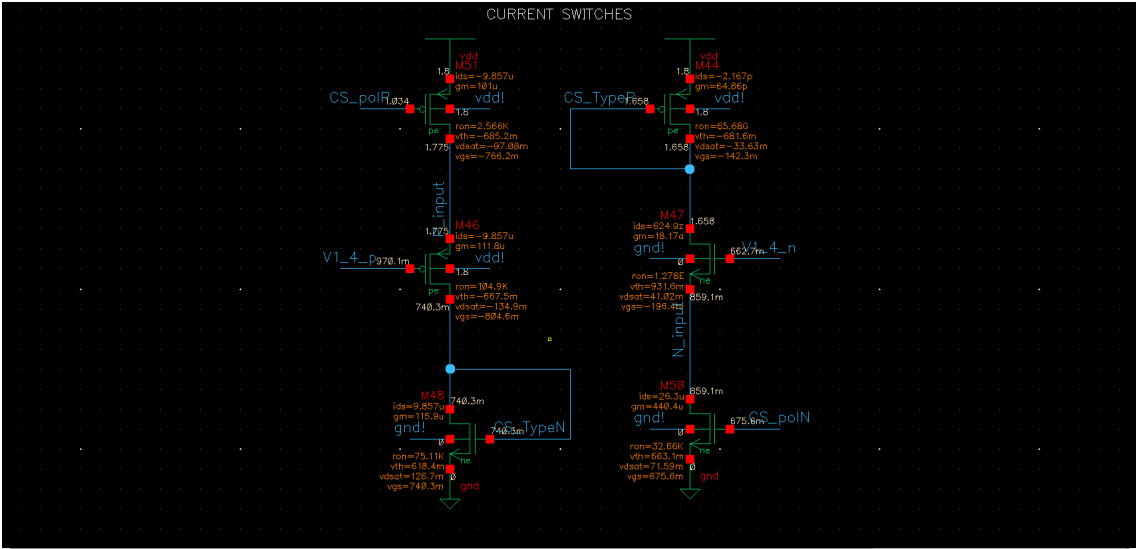 CURRENT SWITCHES
vdd
M51
1.8
ids=-9.857u
gm=101u
CS_polP
1.034
vdd!
1.8
pe
ron=2.566K
vth=-685.2m
vdsat=-97.08m
vgs=-766.2m
1.775
vdd
M44
1.8
ids=-2.167p
gm=64.86p
CS_TypeP
1.658
vdd!
1.8
pe
ron=65.68G
vth=-681.6m
vdsat=-33.63m
vgs=-142.3m
1.658
M46
1.775
ids=-9.857u
gm=111.8u
V1_4_p
970.1m
vdd!
1.8
pe
ron=104.9K
vth=-667.5m
vdsat=-134.9m
vgs=-804.6m
740.3m
M47
1.658
ids=624.9z
gm=18.17a
gnd!
0
662.7m
V1_4_n
ne
ron=1.278E
vth=931.6m
vdsat=41.02m
859.1m
N_input
M48
740.3m
ids=9.857u
gm=115.9u
gnd!
0
740.3m
CS_TypeN
ne
ron=75.11K
vth=618.4m
vdsat=126.7m
vgs=740.3m
0
gnd
M50
859.1m
ids=26.3u
gm=440.4u
gnd!
0
675.6m
CS_polN
ne
ron=32.66K
vth=663.1m
vdsat=71.59m
vgs=675.6m
0
gnd